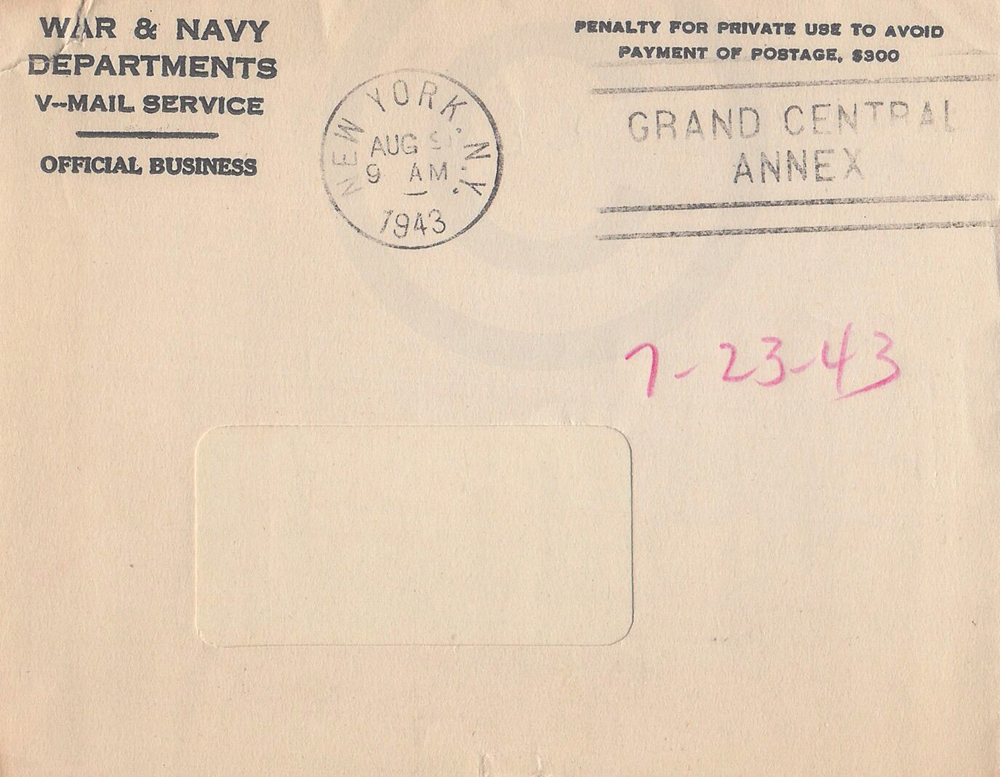 WAR & NAVY
DEPARTMENTS
V--MAIL SERVICE
OFFICIAL BUSINESS
PENALTY FOR PRIVATE USE TO AVOID
PAYMENT OF POSTAGE, $300
NEW YORK, N.Y.
AUG
9 AM
1943
GRAND CENTRAL
ANNEX
7-23-43